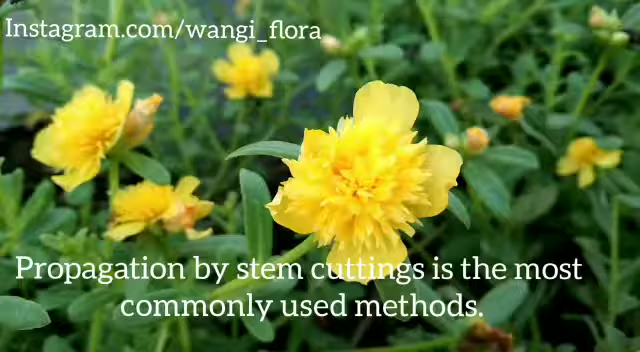 Instagram.com/wangi_flora
Propagation by stem cuttings is the most
commonly used methods.